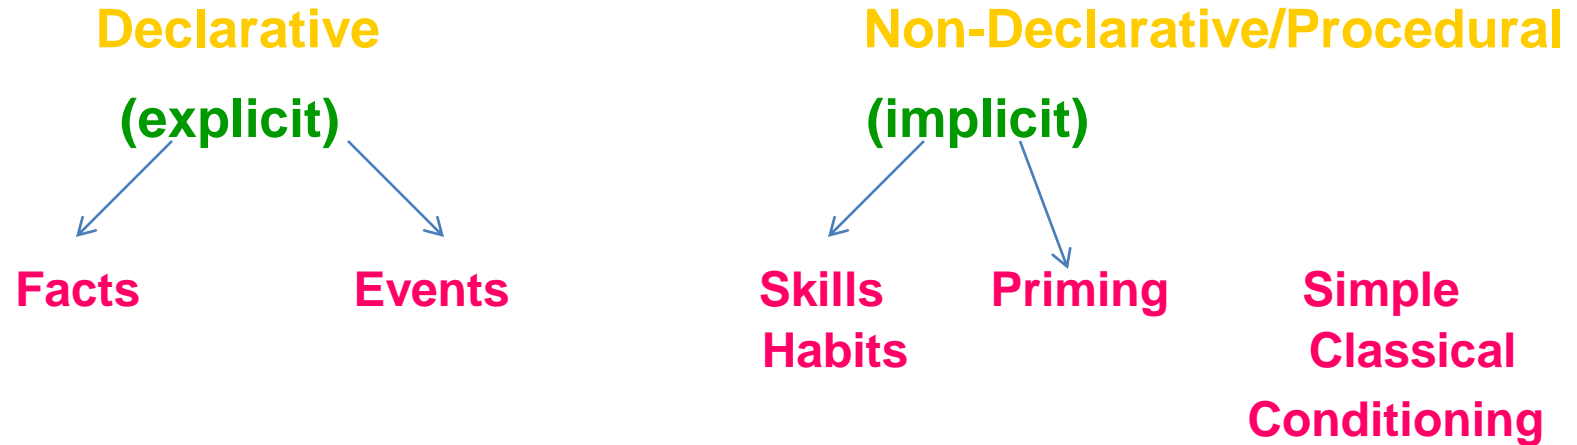 Declarative Non-Declarative/Procedural
(explicit) (implicit)
Facts Events Skills Priming Simple
Habits Classical
Conditioning